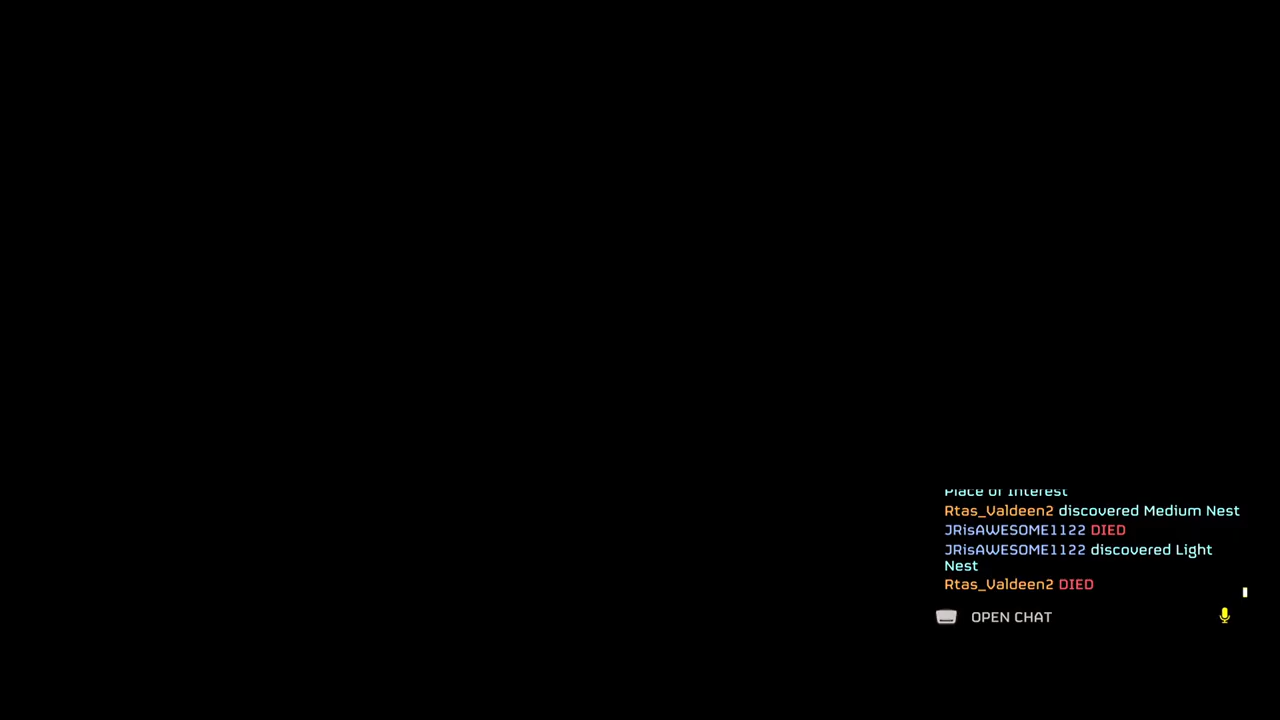 Place of Interest
Rtas_Valdeen2 discovered Medium Nest
JRisAWESOME1122 DIED
JRisAWESOME1122 discovered Light
Nest
Rtas_Valdeen2 DIED
OPEN CHAT